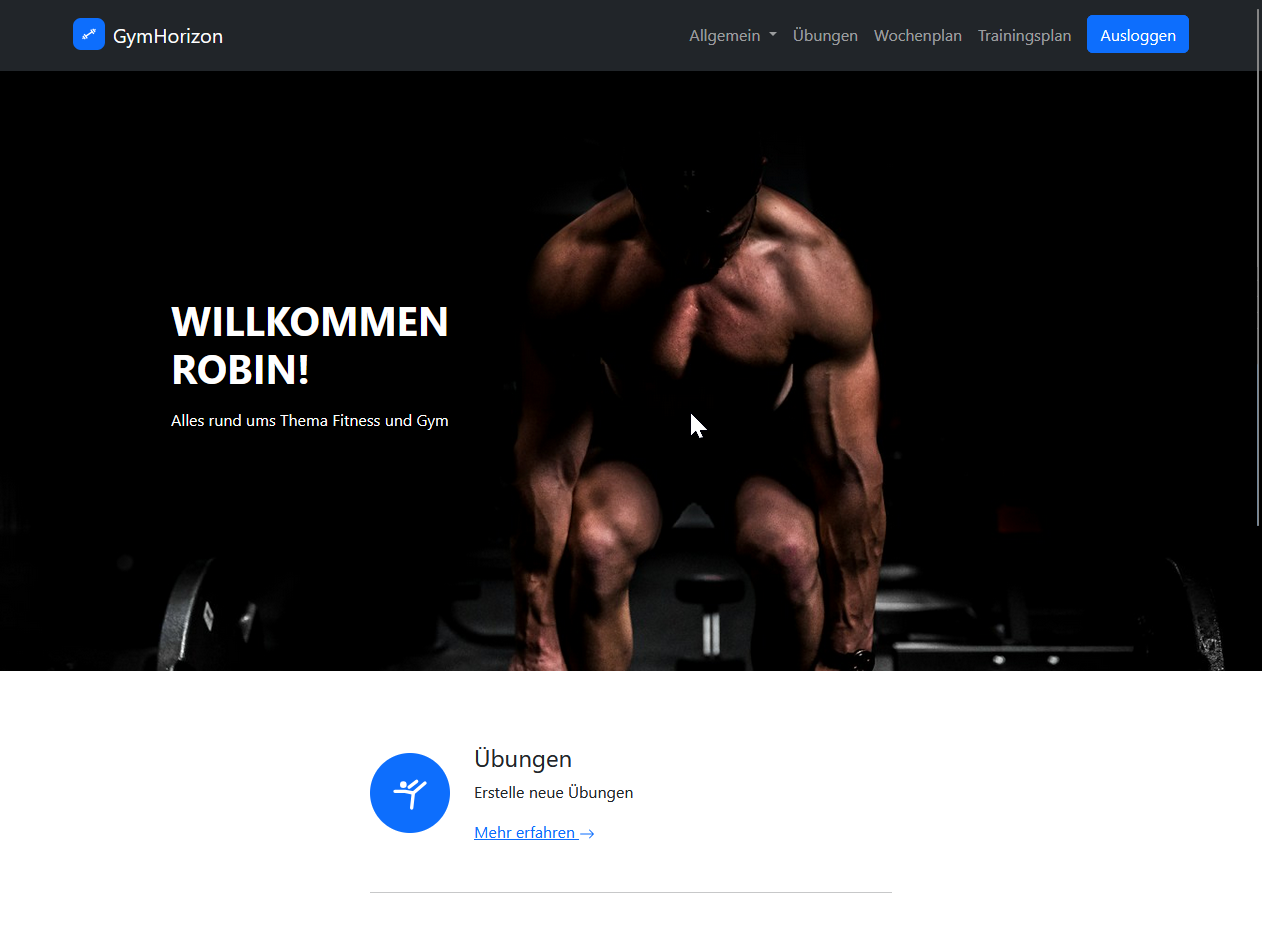 GymHorizon
Allgemein
Übungen
Wochenplan
Trainingsplan
Ausloggen
WILLKOMMEN
ROBIN!
Alles rund ums Thema Fitness und Gym
Übungen
Erstelle neue Übungen
Mehr erfahren →